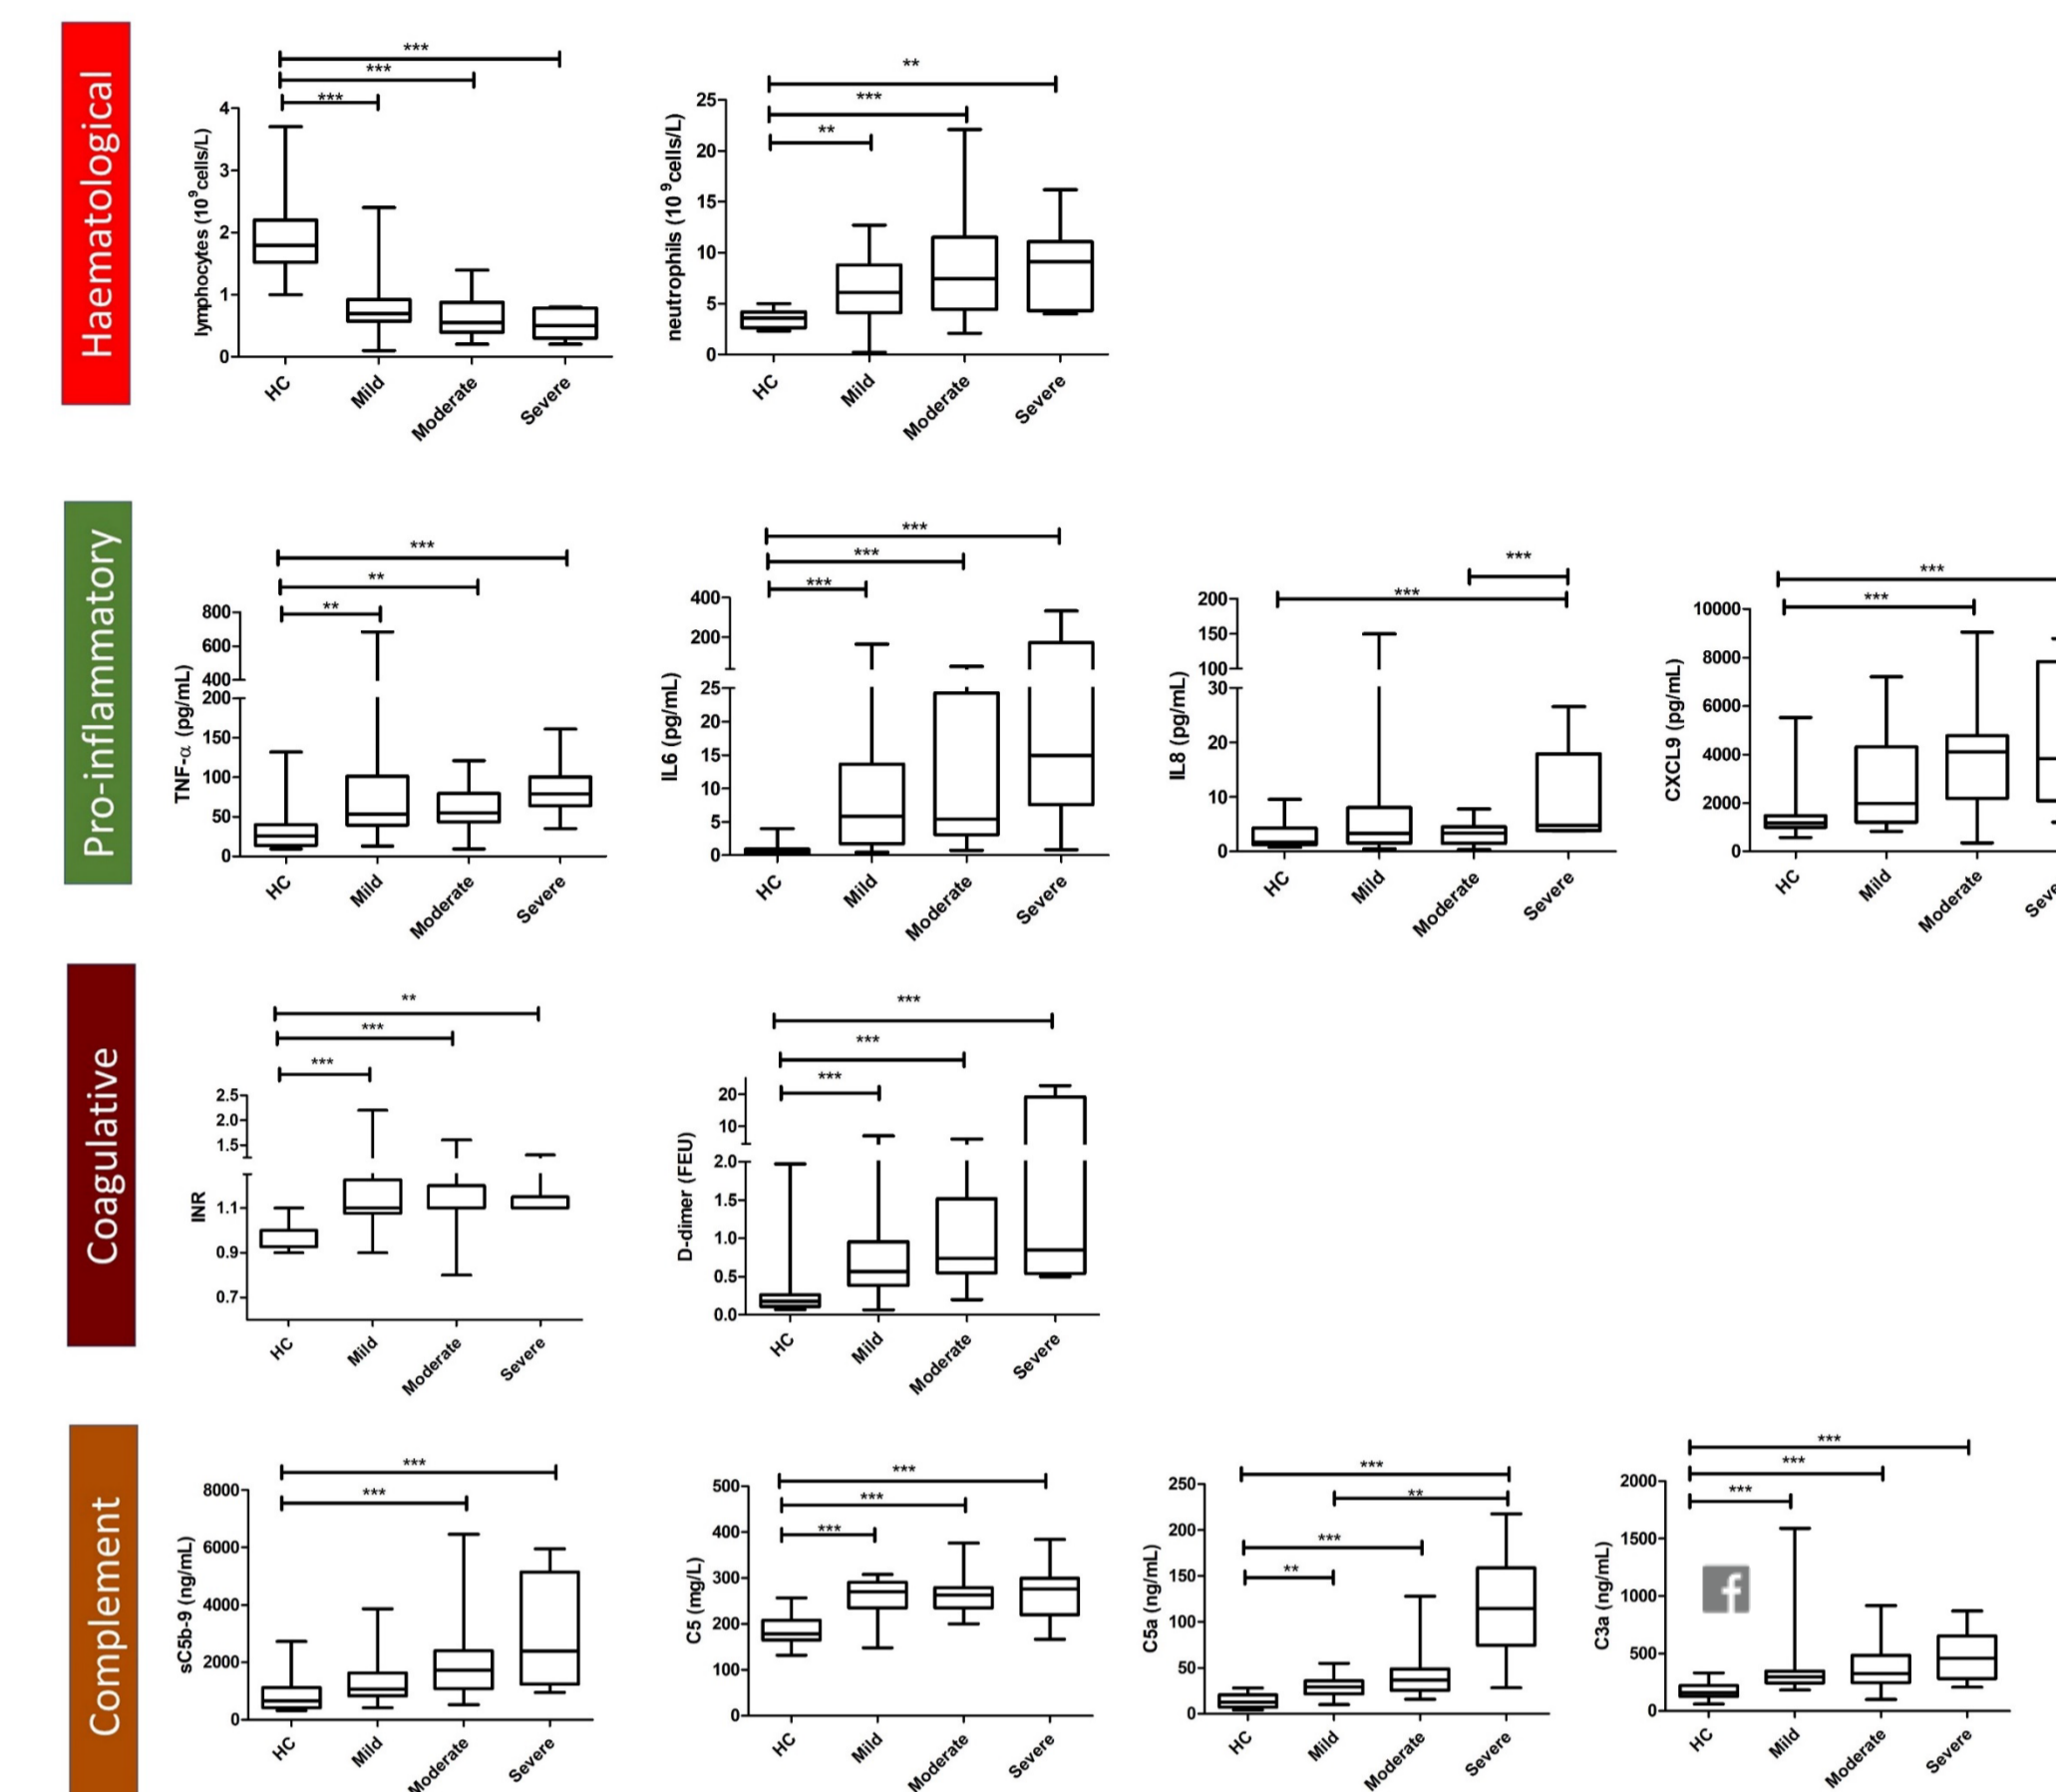 Haematological
***
***
***
lymphocytes (10⁹cells/L)
4
3
2
1
0
HC
Mild
Moderate
Severe
**
***
**
neutrophils (10⁹cells/L)
25
20
15
10
5
0
HC
Mild
Moderate
Severe
Pro-inflammatory
***
**
**
TNF-α (pg/mL)
800
600
400
200
150
100
50
0
HC
Mild
Moderate
Severe
***
***
***
IL6 (pg/mL)
400
200
25
20
15
10
5
0
HC
Mild
Moderate
Severe
***
***
IL8 (pg/mL)
200
150
100
30
20
10
0
HC
Mild
Moderate
Severe
***
***
CXCL9 (pg/mL)
10000
8000
6000
4000
2000
0
HC
Mild
Moderate
Seve
Coagulative
**
***
***
INR
2.5
2.0
1.5
1.1
0.9
0.7
HC
Mild
Moderate
Severe
***
***
***
D-dimer (FEU)
20
10
2.0
1.5
1.0
0.5
0.0
HC
Mild
Moderate
Severe
Complement
***
***
sC5b-9 (ng/mL)
8000
6000
4000
2000
0
HC
Mild
Moderate
Severe
***
***
***
C5 (mg/L)
500
400
300
200
100
0
HC
Mild
Moderate
Severe
***
**
***
**
C5a (ng/mL)
250
200
150
100
50
0
HC
Mild
Moderate
Severe
***
***
***
C3a (ng/mL)
2000
1500
1000
500
0
f
HC
Mild
Moderate
Severe